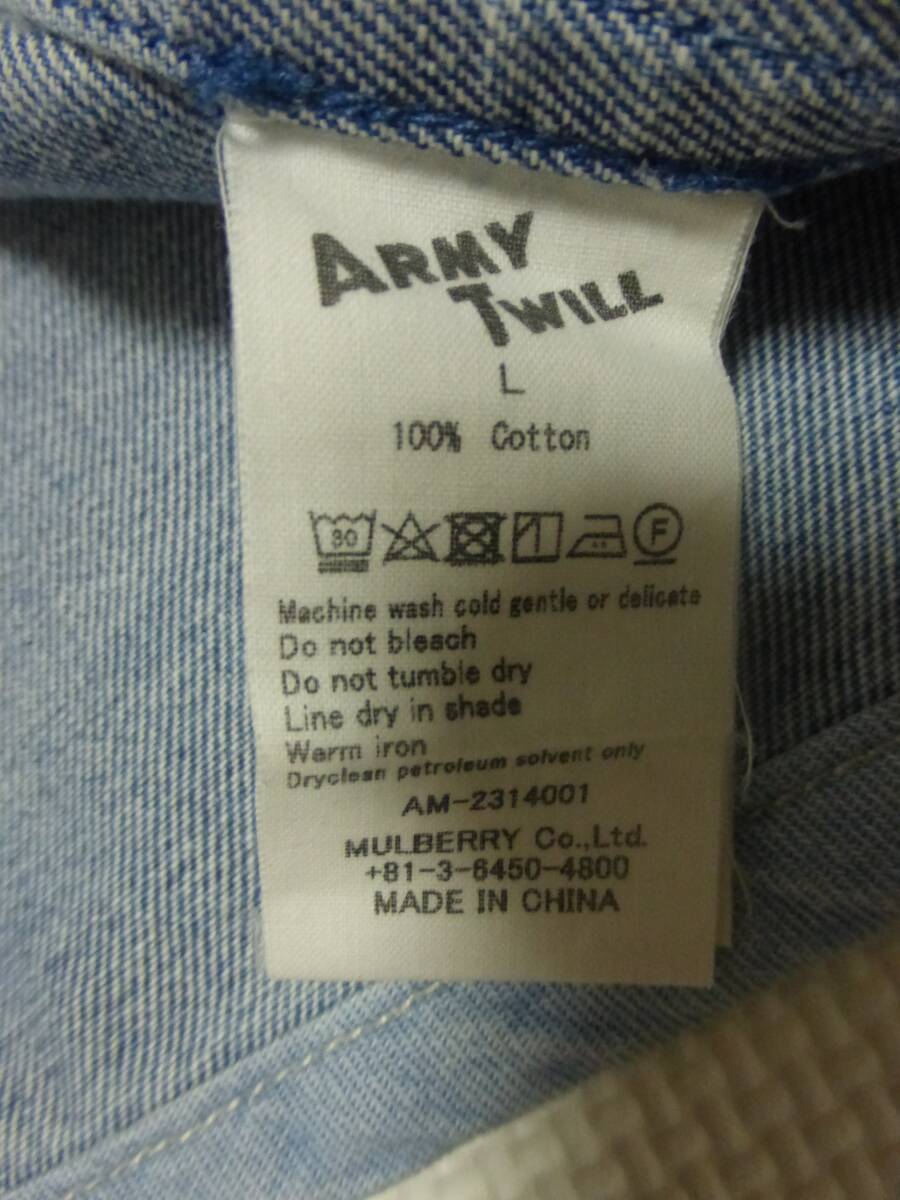 ARMY
TWILL
L
100% Cotton
30 F
Machine wash cold gentle or delicate
Do not bleach
Do not tumble dry
Line dry in shade
Warm iron
Dryclean petroleum solvent only
AM-2314001
MULBERRY Co.,Ltd.
+81-3-6450-4800
MADE IN CHINA